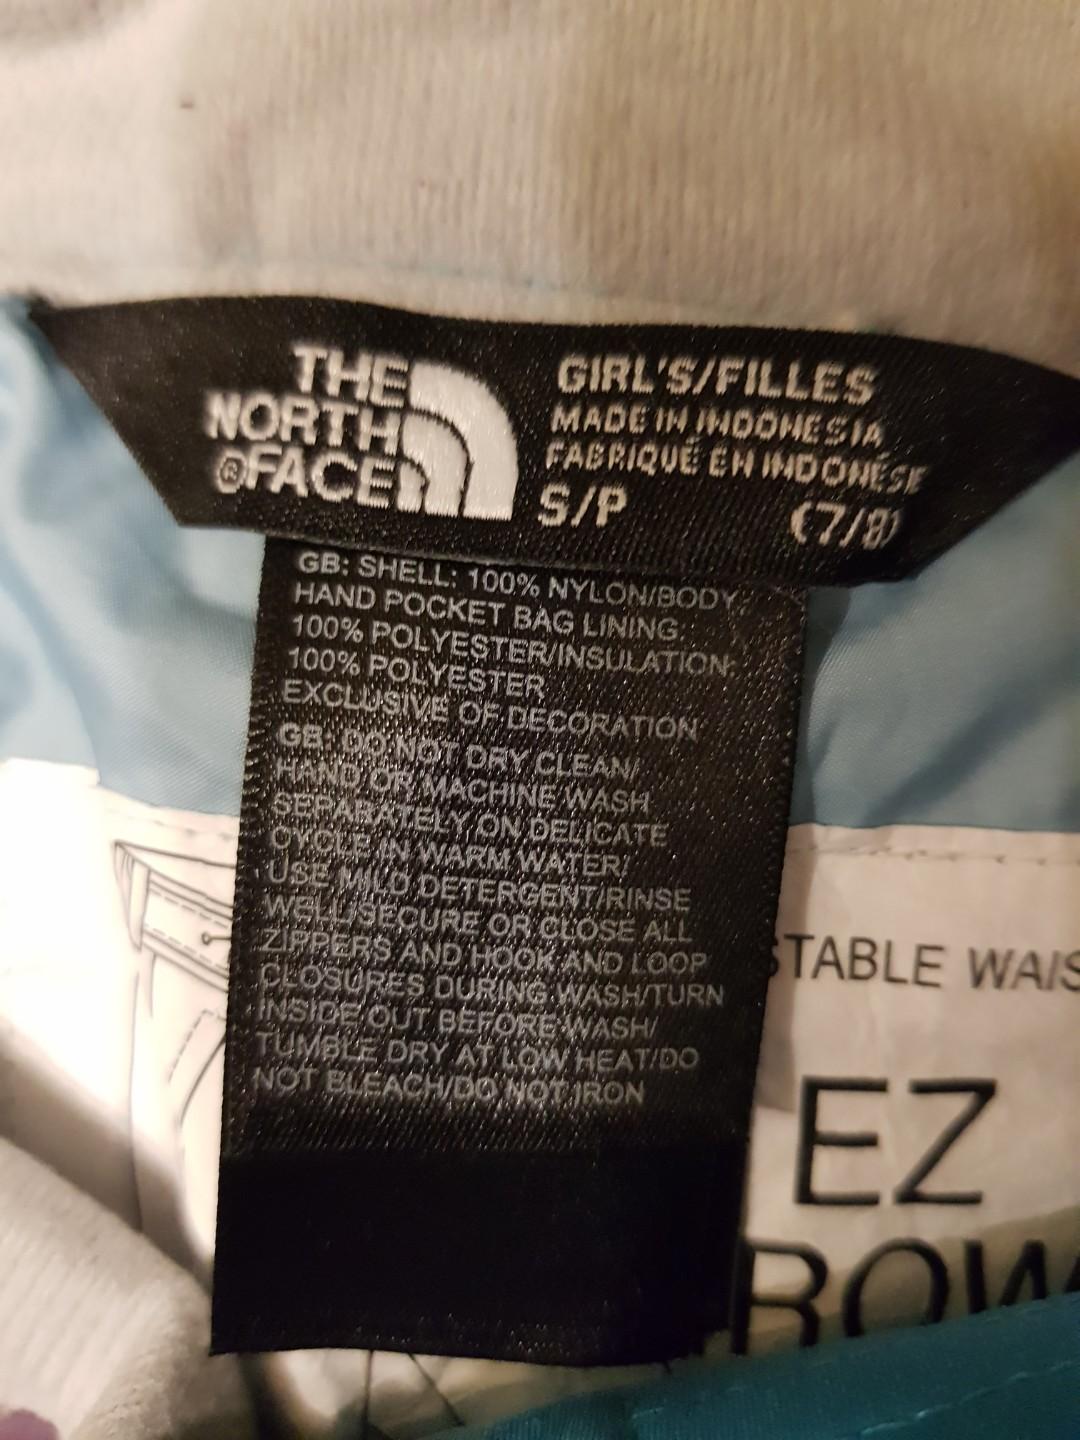 THE
NORTH
®FACE
GIRL'S/FILLES
MADE IN INDONESIA
FABRIQUÉ EN INDONÉSE
S/P (7/8)
GB: SHELL: 100% NYLON/BODY,
HAND POCKET BAG LINING:
100% POLYESTER/INSULATION:
100% POLYESTER
EXCLUSIVE OF DECORATION
GB: DO NOT DRY CLEAN/
HAND OR MACHINE WASH
SEPARATELY ON DELICATE
CYCLE IN WARM WATER/
USE MILD DETERGENT/RINSE
WELL/SECURE OR CLOSE ALL
ZIPPERS AND HOOK AND LOOP
CLOSURES DURING WASH/TURN
INSIDE OUT BEFORE WASH/
TUMBLE DRY AT LOW HEAT/DO
NOT BLEACH/DO NOT IRON
STABLE WAIS
EZ
ROW